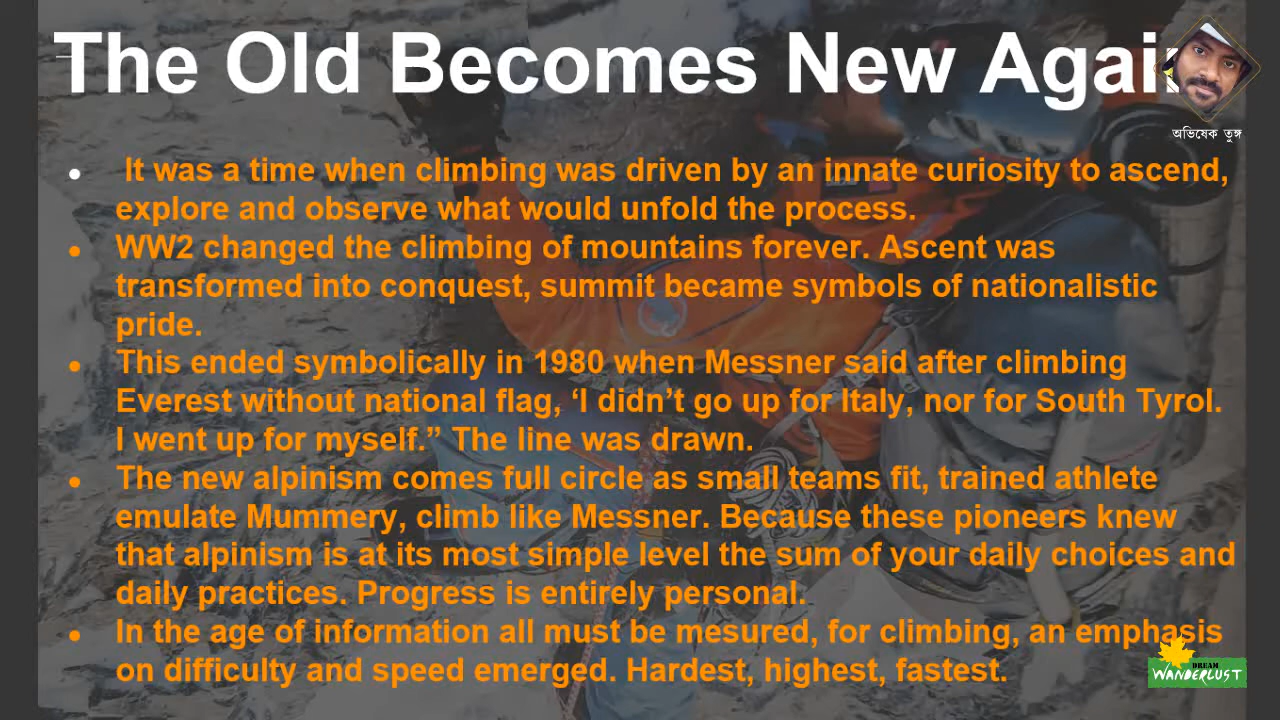 The Old Becomes New Again
অভিষেক তুঙ্গ
• It was a time when climbing was driven by an innate curiosity to ascend,
explore and observe what would unfold the process.
• WW2 changed the climbing of mountains forever. Ascent was
transformed into conquest, summit became symbols of nationalistic
pride.
• This ended symbolically in 1980 when Messner said after climbing
Everest without national flag, ‘I didn’t go up for Italy, nor for South Tyrol.
I went up for myself.” The line was drawn.
• The new alpinism comes full circle as small teams fit, trained athlete
emulate Mummery, climb like Messner. Because these pioneers knew
that alpinism is at its most simple level the sum of your daily choices and
daily practices. Progress is entirely personal.
• In the age of information all must be mesured, for climbing, an emphasis
on difficulty and speed emerged. Hardest, highest, fastest.
DREAM
WANDERLUST